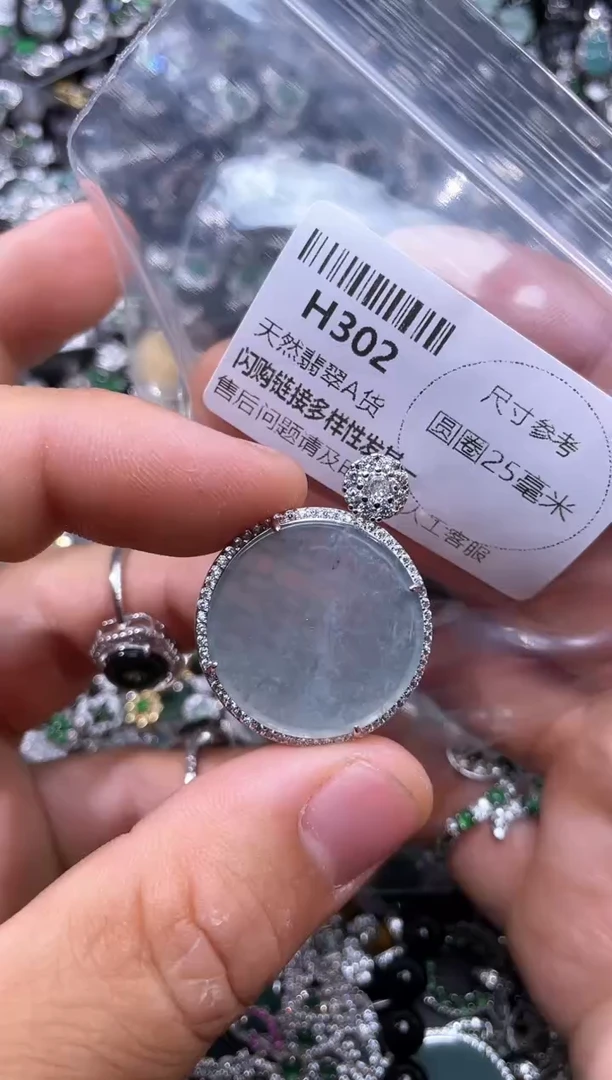 H302
天然翡翠A货
闪购链接多样性发货
售后问题请及
人工客服
尺寸参考
圆圈25毫米